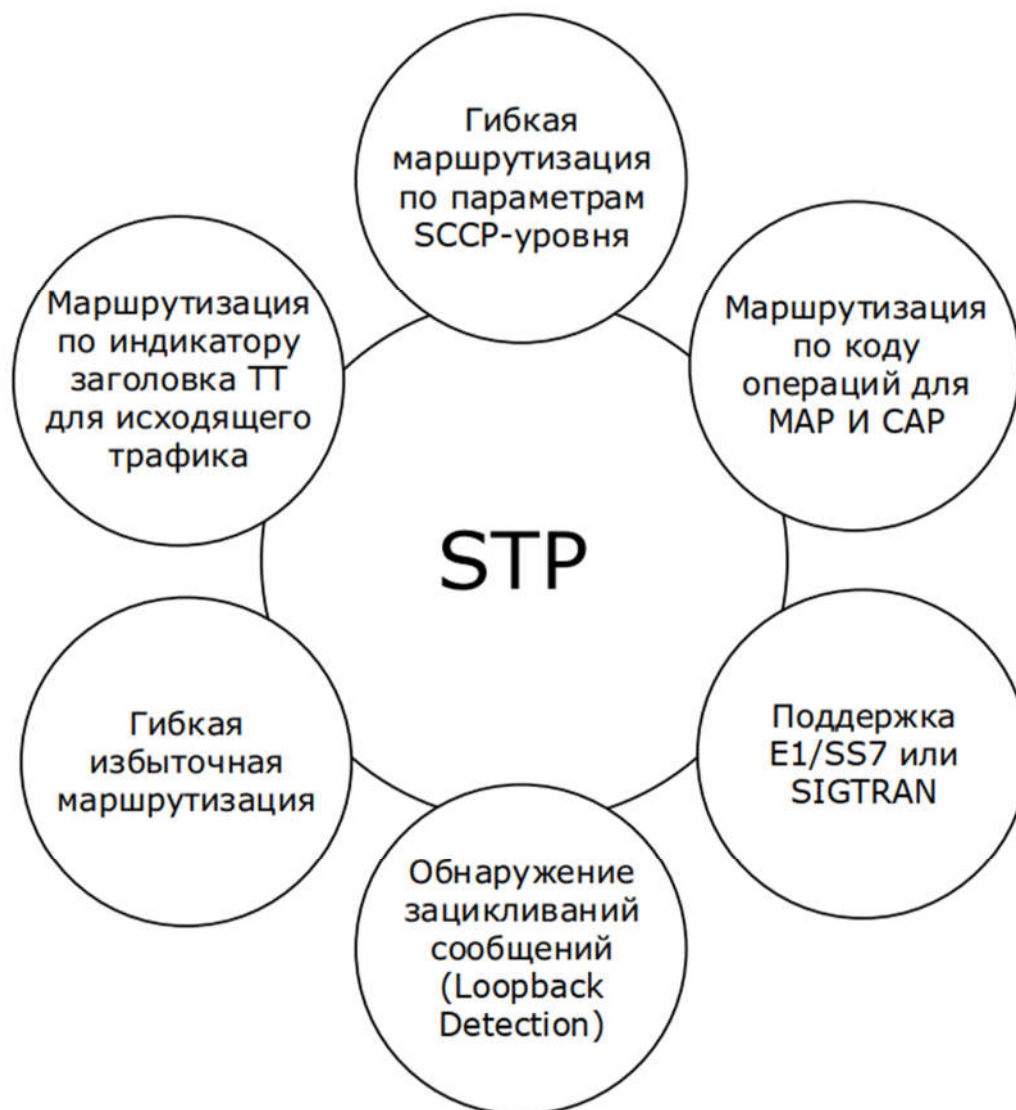 Гибкая
маршрутизация
по параметрам
SCCP-уровня
Маршрутизация
по коду
операций для
MAP И CAP
Поддержка
E1/SS7 или
SIGTRAN
Обнаружение
зацикливаний
сообщений
(Loopback
Detection)
Гибкая
избыточная
маршрутизация
Маршрутизация
по индикатору
заголовка ТТ
для исходящего
трафика
STP